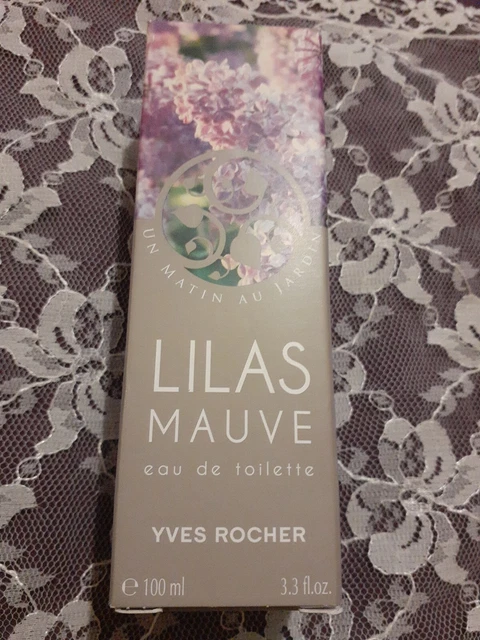 UN MATIN AU JARDIN
LILAS
MAUVE
eau de toilette
YVES ROCHER
℮ 100 ml 3.3 fl.oz.